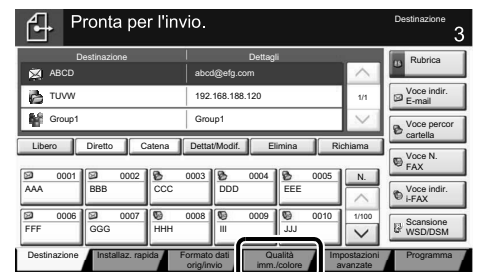 Pronta per l'invio.
Destinazione
3
Destinazione Dettagli
ABCD abcd@efg.com
TUVW 192.168.188.120
1/1
Group1 Group1
Libero Diretto Catena Dettat/Modif. Elimina Richiama
0001 0002 0003 0004 0005 N.
AAA BBB CCC DDD EEE
0006 0007 0008 0009 0010 1/100
FFF GGG HHH III JJJ
Rubrica
Voce indir.
E-mail
Voce percor
cartella
Voce N.
FAX
Voce indir.
i-FAX
Scansione
WSD/DSM
Destinazione
Installaz. rapida
Formato dati
orig/invio
Qualità
imm./colore
Impostazioni
avanzate
Programma